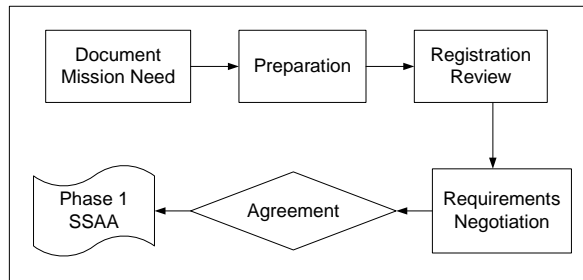 Document
Mission Need
Preparation
Registration
Review
Requirements
Negotiation
Agreement
Phase 1
SSAA